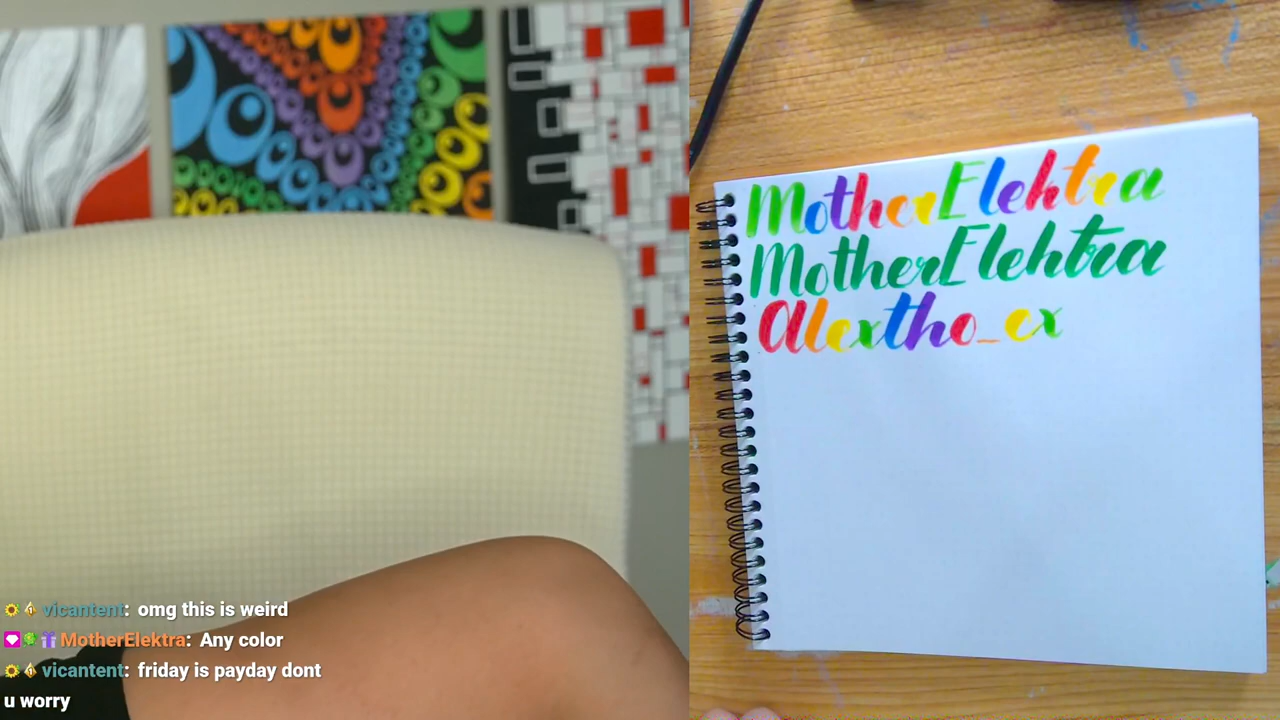 vicantent: omg this is weird
MotherElektra: Any color
vicantent: friday is payday dont
u worry
MotherElektra
MotherElektra
Alextho_ex